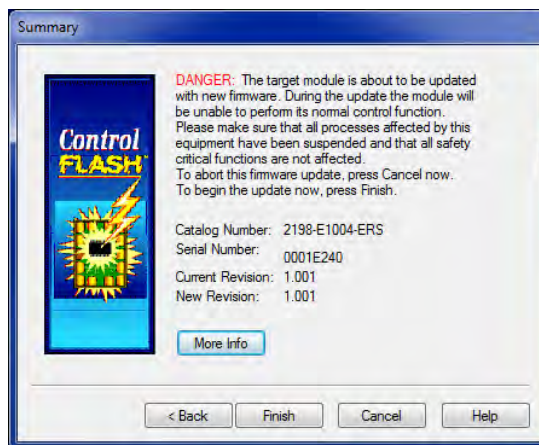 Summary
Control
FLASH
DANGER: The target module is about to be updated
with new firmware. During the update the module will
be unable to perform its normal control function.
Please make sure that all processes affected by this
equipment have been suspended and that all safety
critical functions are not affected.
To abort this firmware update, press Cancel now.
To begin the update now, press Finish.
Catalog Number: 2198-E1004-ERS
Serial Number: 0001E240
Current Revision: 1.001
New Revision: 1.001
More Info
< Back Finish Cancel Help